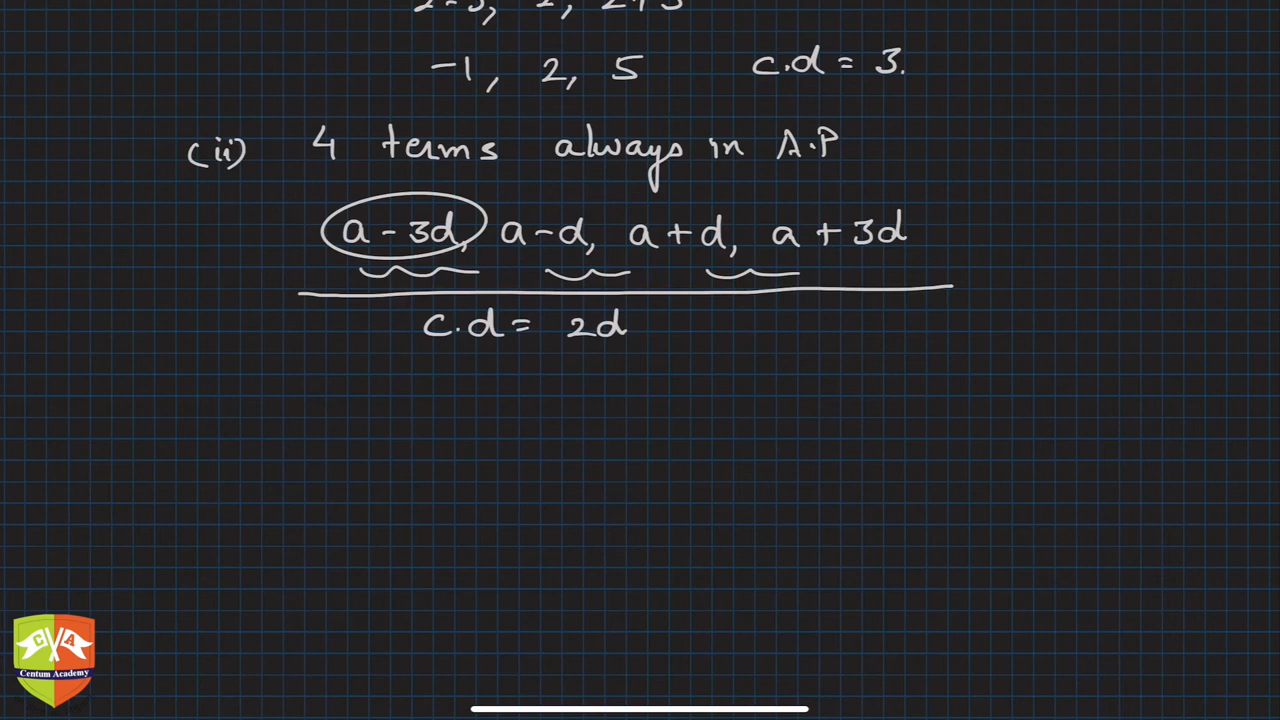 -1, 2, 5 c.d = 3.
(ii) 4 terms always in A.P
a - 3d, a - d, a + d, a + 3d
c.d = 2d
C A
Centum Academy